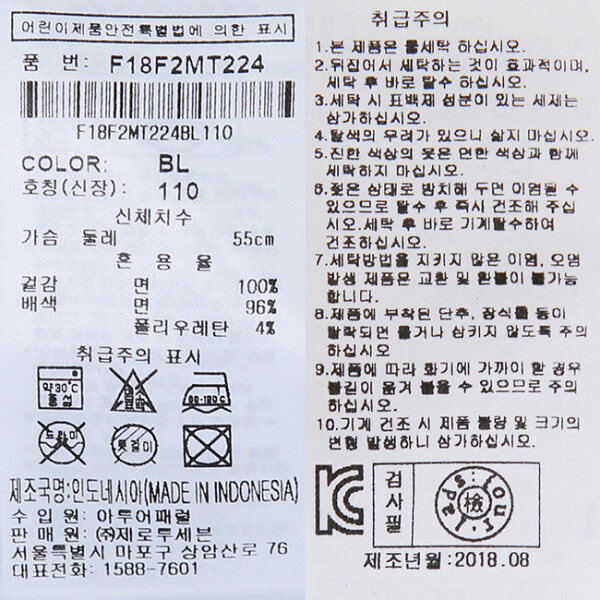 어린이제품안전특별법에 의한 표시
품 번: F18F2MT224
F18F2MT224BL110
COLOR: BL
호칭(신장): 110
신체치수
가슴 둘레 55cm
혼 용 율
겉감 면 100%
배색 면 96%
폴리우레탄 4%
취급주의 표시
약30℃
중성
염소
표백
80-120℃
드라이
옷걸이
제조국명:인도네시아(MADE IN INDONESIA)
수 입 원: 아투어패럴
판 매 원: ㈜제로투세븐
서울특별시 마포구 상암산로 76
대표전화: 1588-7601
취급주의
1.본 제품은 물세탁 하십시오.
2.뒤집어서 세탁하는 것이 효과적이며,
세탁 후 바로 탈수 하십시오.
3.세탁 시 표백제 성분이 있는 세제는
삼가하십시오.
4.탈색의 우려가 있으니 삶지 마십시오.
5.진한 색상의 옷은 연한 색상과 함께
세탁하지 마십시오.
6.젖은 상태로 방치해 두면 이염될 수
있으므로 탈수 후 즉시 건조해 주십
시오.세탁 후 바로 기계탈수하여
건조하십시오.
7.세탁방법을 지키지 않은 이염, 오염
발생 제품은 교환 및 환불이 불가능
합니다.
8.제품에 부착된 단추, 장식물 등이
탈락되면 물거나 삼키지 않도록 주의
하십시오
9.제품에 따라 화기에 가까이 할 경우
불길이 옮겨 붙을 수 있으므로 주의
하십시오.
10.기계 건조 시 제품 불량 및 크기의
변형 발생하니 삼가하십시오.
KC
검사필
檢
제조년월:2018.08